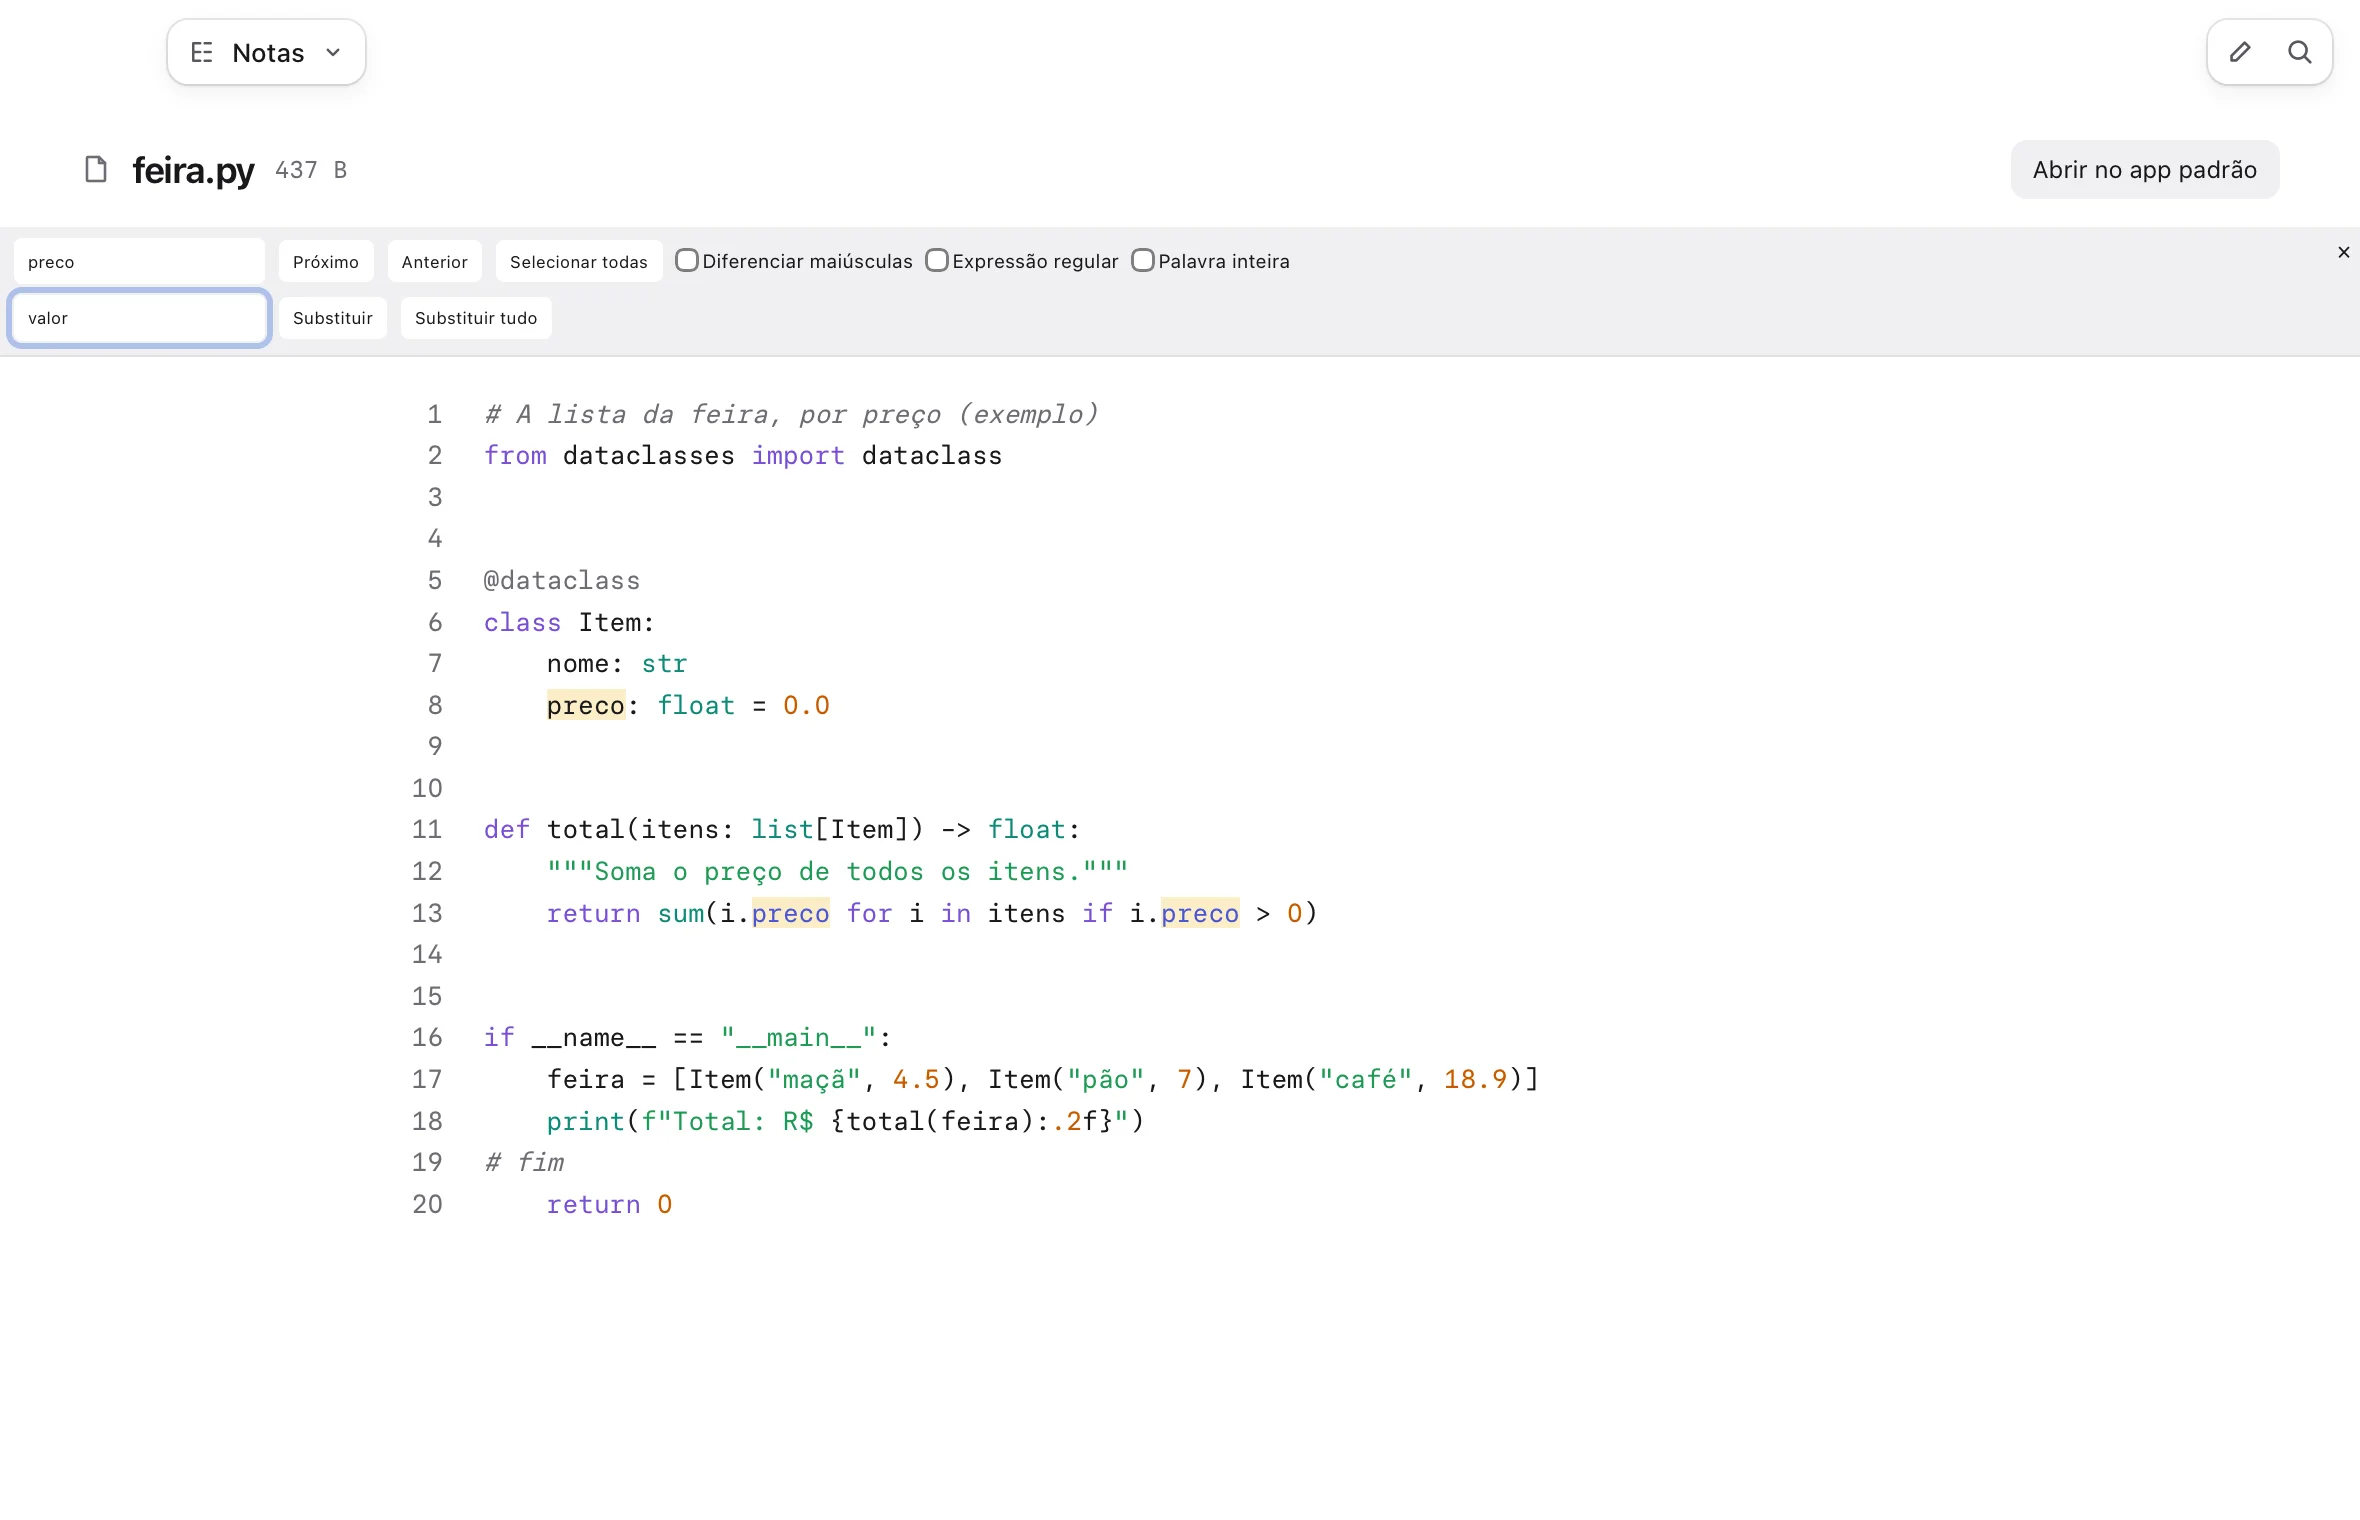 Notas
feira.py 437 B
Abrir no app padrão
preco Próximo Anterior Selecionar todas Diferenciar maiúsculas Expressão regular Palavra inteira ×
valor Substituir Substituir tudo
1 # A lista da feira, por preço (exemplo)
2 from dataclasses import dataclass
3
4
5 @dataclass
6 class Item:
7     nome: str
8     preco: float = 0.0
9
10
11 def total(itens: list[Item]) -> float:
12     """Soma o preço de todos os itens."""
13     return sum(i.preco for i in itens if i.preco > 0)
14
15
16 if __name__ == "__main__":
17     feira = [Item("maçã", 4.5), Item("pão", 7), Item("café", 18.9)]
18     print(f"Total: R$ {total(feira):.2f}")
19 # fim
20     return 0